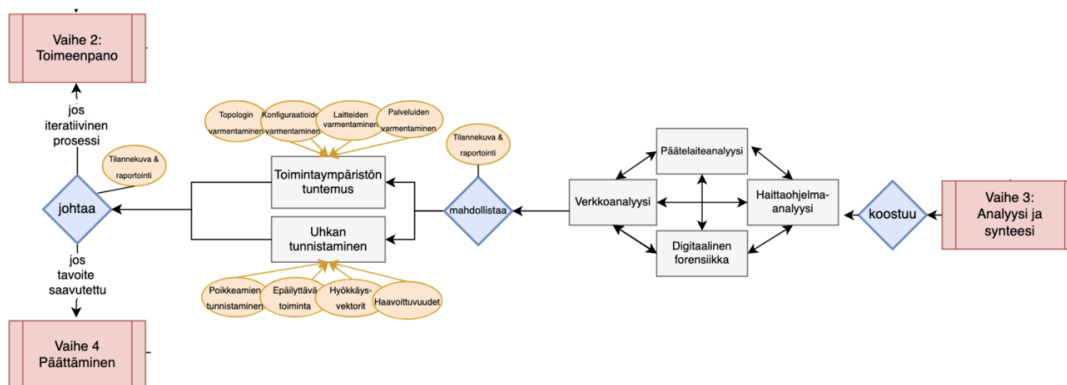 Vaihe 2:
Toimeenpano
jos
iteratiivinen
prosessi
Tilannekuva &
raportointi
johtaa
jos
tavoite
saavutettu
Vaihe 4
Päättäminen
Topologin
varmentaminen
Konfiguraatioide
varmentaminen
Laitteiden
varmentaminen
Palveluiden
varmentaminen
Toimintaympäristön
tuntemus
Uhkan
tunnistaminen
Poikkeamien
tunnistaminen
Epäilyttävä
toiminta
Hyökkäys-
vektorit
Haavoittuvuudet
Tilannekuva &
raportointi
mahdollistaa
Päätelaiteanalyysi
Verkkoanalyysi
Haittaohjelma-
analyysi
Digitaalinen
forensiikka
koostuu
Vaihe 3:
Analyysi ja
synteesi